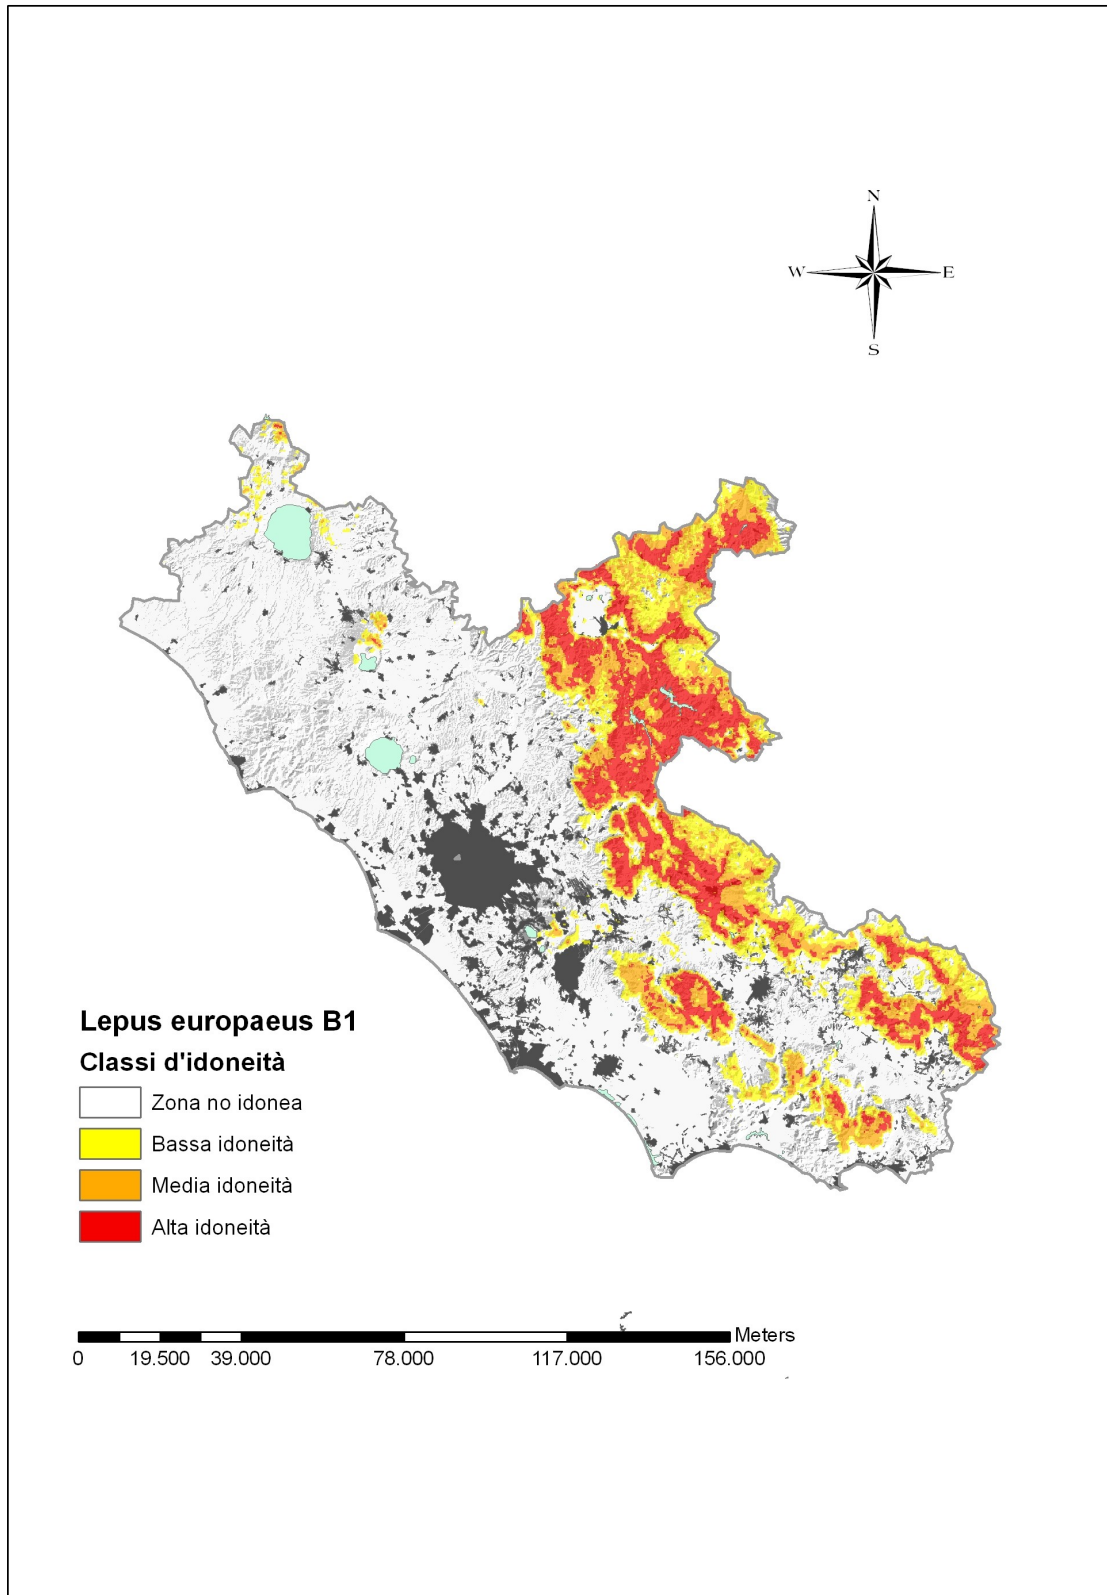 N
W E
S
Lepus europaeus B1
Classi d'idoneità
Zona no idonea
Bassa idoneità
Media idoneità
Alta idoneità
Meters
0 19.500 39.000 78.000 117.000 156.000